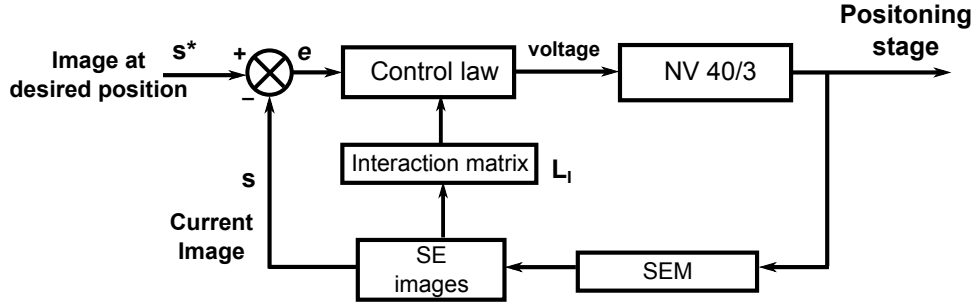 Positoning
stage
Image at
desired position
s*
+
−
e
Control law
voltage
NV 40/3
Interaction matrix
L_I
s
Current
Image
SE
images
SEM